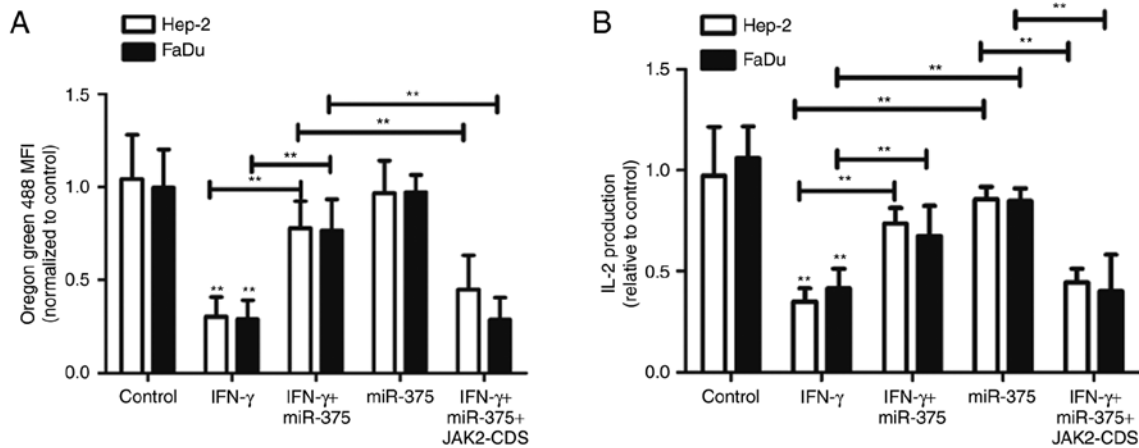 A
Hep-2
FaDu
Oregon green 488 MFI
(normalized to control)
1.5
1.0
0.5
0.0
**
**
**
**
**
**
Control
IFN-γ
IFN-γ+
miR-375
miR-375
IFN-γ+
miR-375+
JAK2-CDS
B
Hep-2
FaDu
IL-2 production
(relative to control)
1.5
1.0
0.5
0.0
**
**
**
**
**
**
**
**
Control
IFN-γ
IFN-γ+
miR-375
miR-375
IFN-γ+
miR-375+
JAK2-CDS